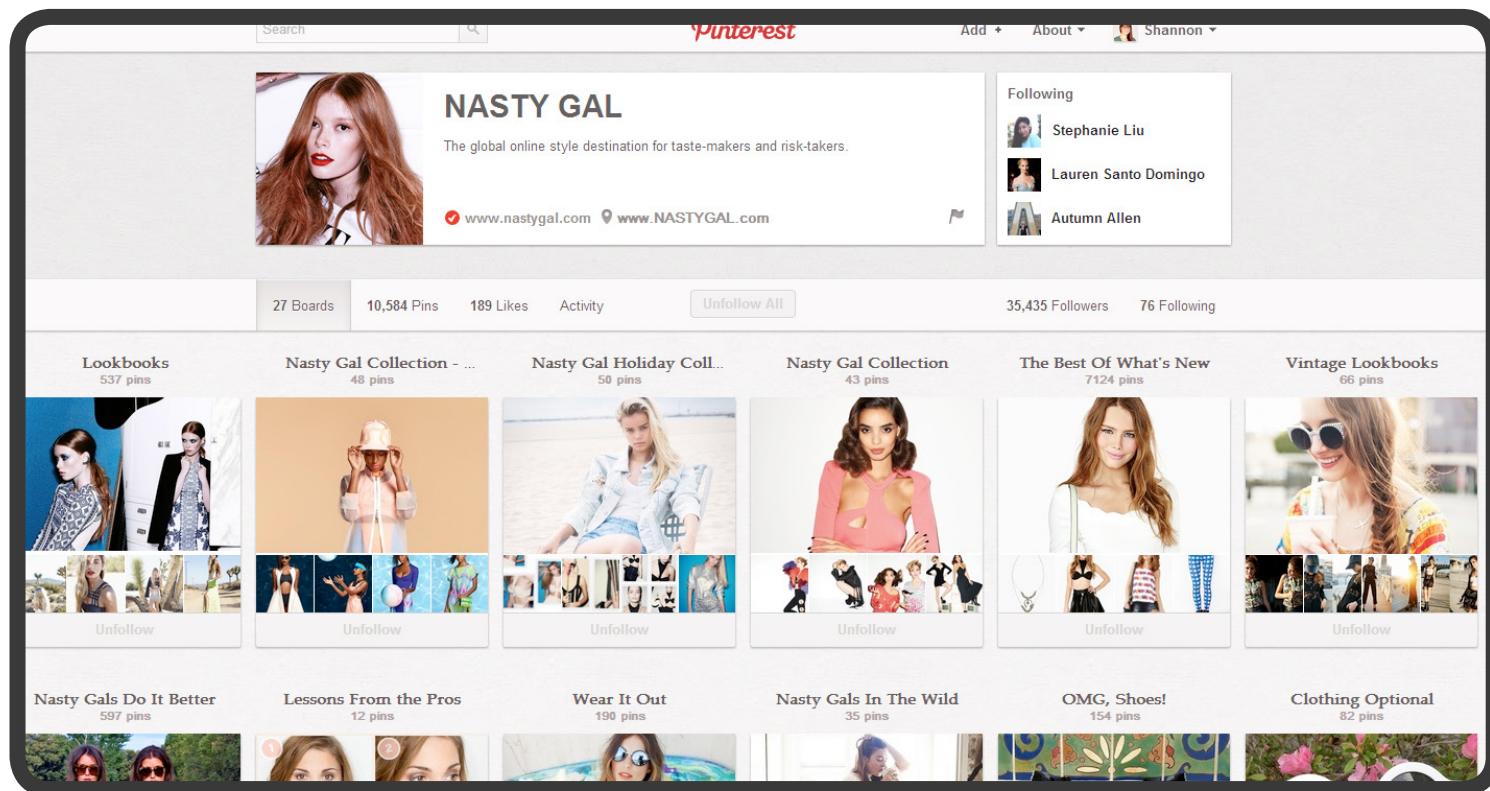 Search
Pinterest
Add +
About
Shannon
NASTY GAL
The global online style destination for taste-makers and risk-takers.
www.nastygal.com www.NASTYGAL.com
Following
Stephanie Liu
Lauren Santo Domingo
Autumn Allen
27 Boards
10,584 Pins
189 Likes
Activity
Unfollow All
35,435 Followers
76 Following
Lookbooks
537 pins
Unfollow
Nasty Gal Collection - ...
48 pins
Unfollow
Nasty Gal Holiday Coll...
50 pins
Unfollow
Nasty Gal Collection
43 pins
Unfollow
The Best Of What's New
7124 pins
Unfollow
Vintage Lookbooks
66 pins
Unfollow
Nasty Gals Do It Better
597 pins
Lessons From the Pros
12 pins
1
2
Wear It Out
190 pins
Nasty Gals In The Wild
35 pins
OMG, Shoes!
154 pins
Clothing Optional
82 pins